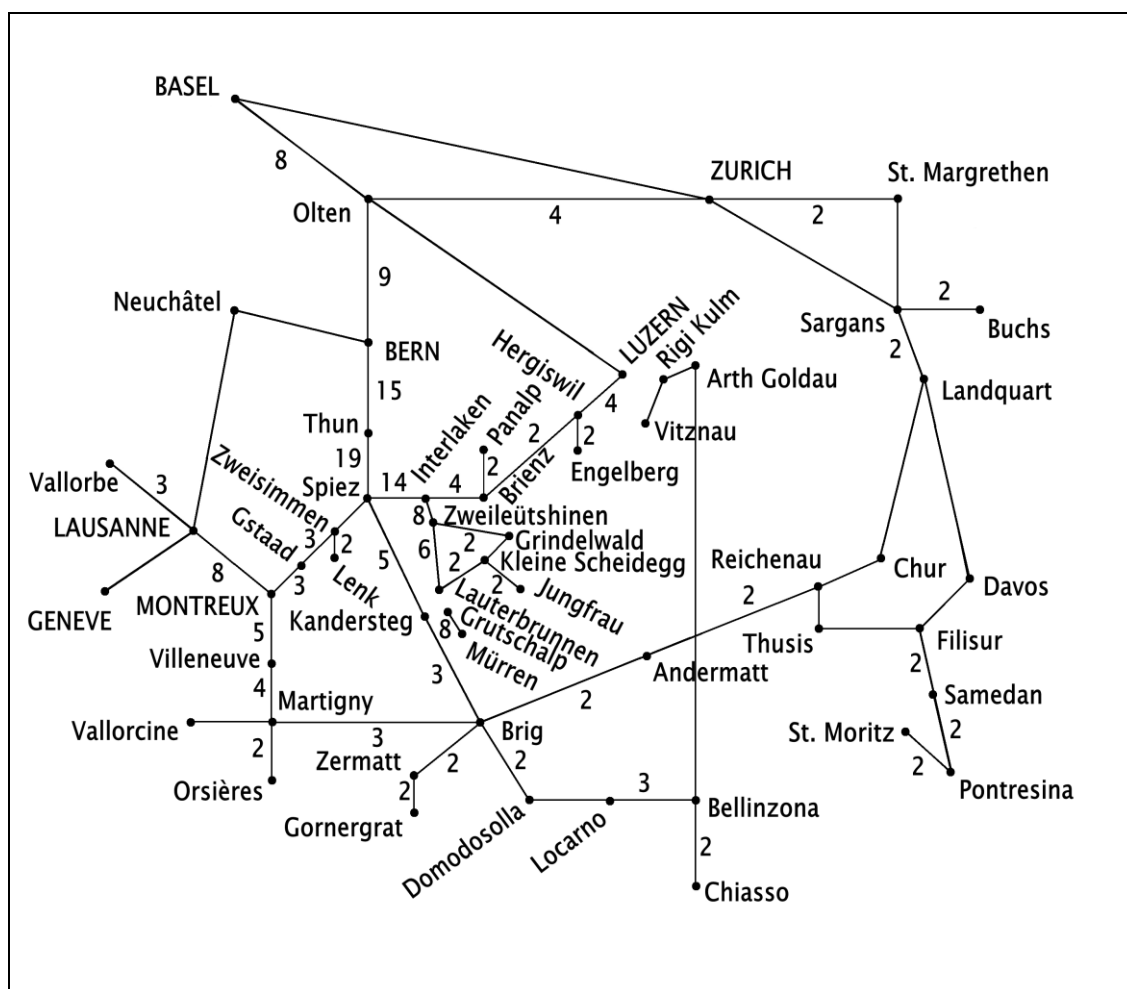 BASEL
8
ZURICH
St. Margrethen
Olten
4
2
9
Neuchâtel
BERN
Hergiswil
LUZERN
Rigi Kulm
Sargans
2
Buchs
2
15
Arth Goldau
Landquart
4
Thun
Interlaken
Panalp
2
2
Vitznau
Zweisimmen
19
Brienz
Engelberg
Vallorbe
3
Spiez
14
4
2
LAUSANNE
Gstaad
3
2
8
Zweileütshinen
2
Grindelwald
6
Kleine Scheidegg
8
3
Lenk
5
2
2
Jungfrau
Reichenau
Chur
Davos
GENEVE
MONTREUX
Kandersteg
Lauterbrunnen
2
5
8
Grutschalp
Mürren
Thusis
Filisur
Villeneuve
Andermatt
2
4
3
2
Samedan
Martigny
Vallorcine
3
Brig
St. Moritz
2
2
Zermatt
2
2
2
Pontresina
Orsières
2
Gornergrat
Domodosolla
Locarno
3
Bellinzona
2
Chiasso